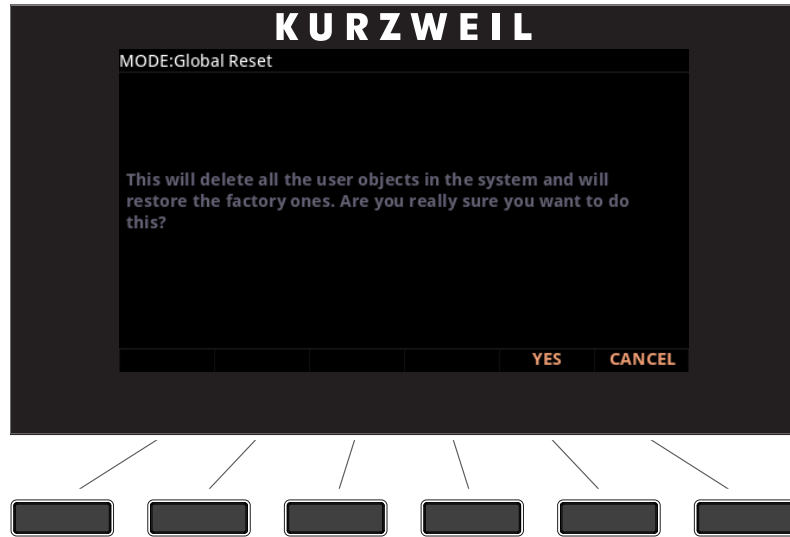 KURZWEIL
MODE:Global Reset
This will delete all the user objects in the system and will
restore the factory ones. Are you really sure you want to do
this?
YES CANCEL